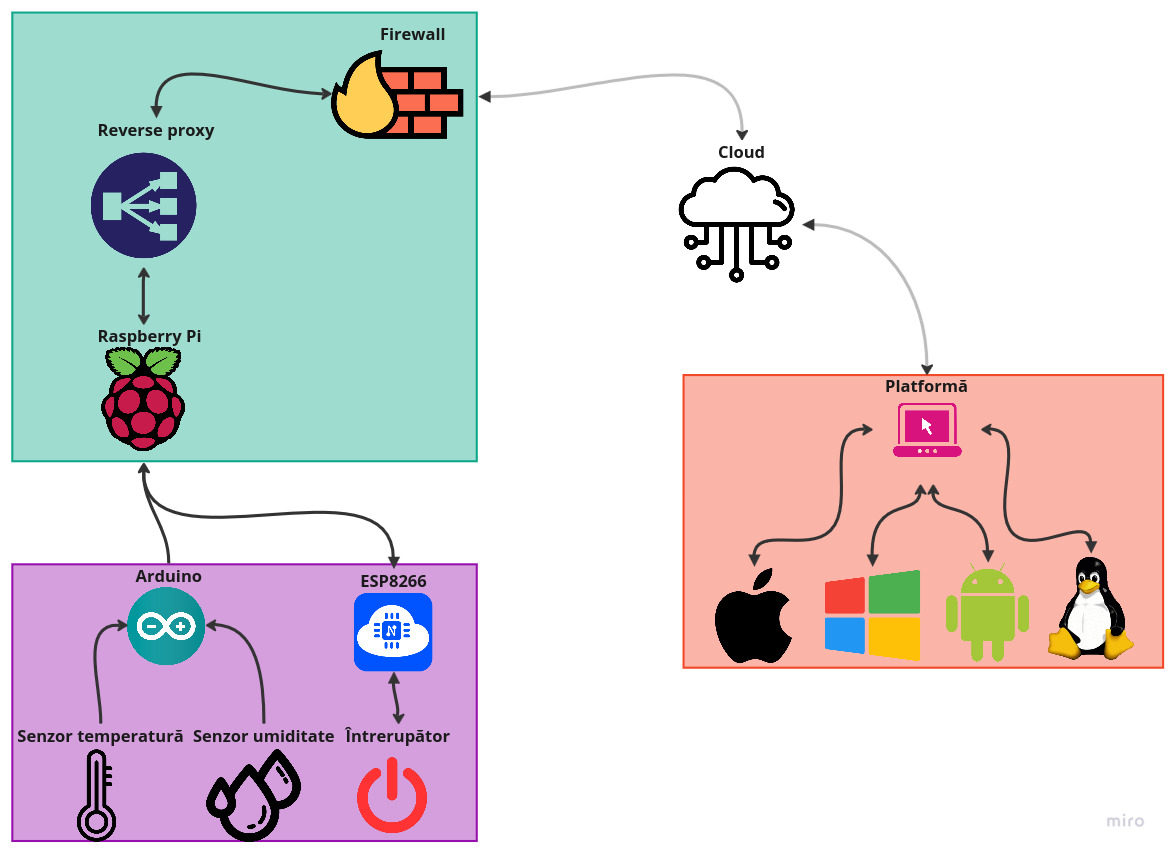 Firewall
Reverse proxy
Cloud
Raspberry Pi
Platformă
Arduino
ESP8266
N
Senzor temperatură
Senzor umiditate
Întrerupător
miro